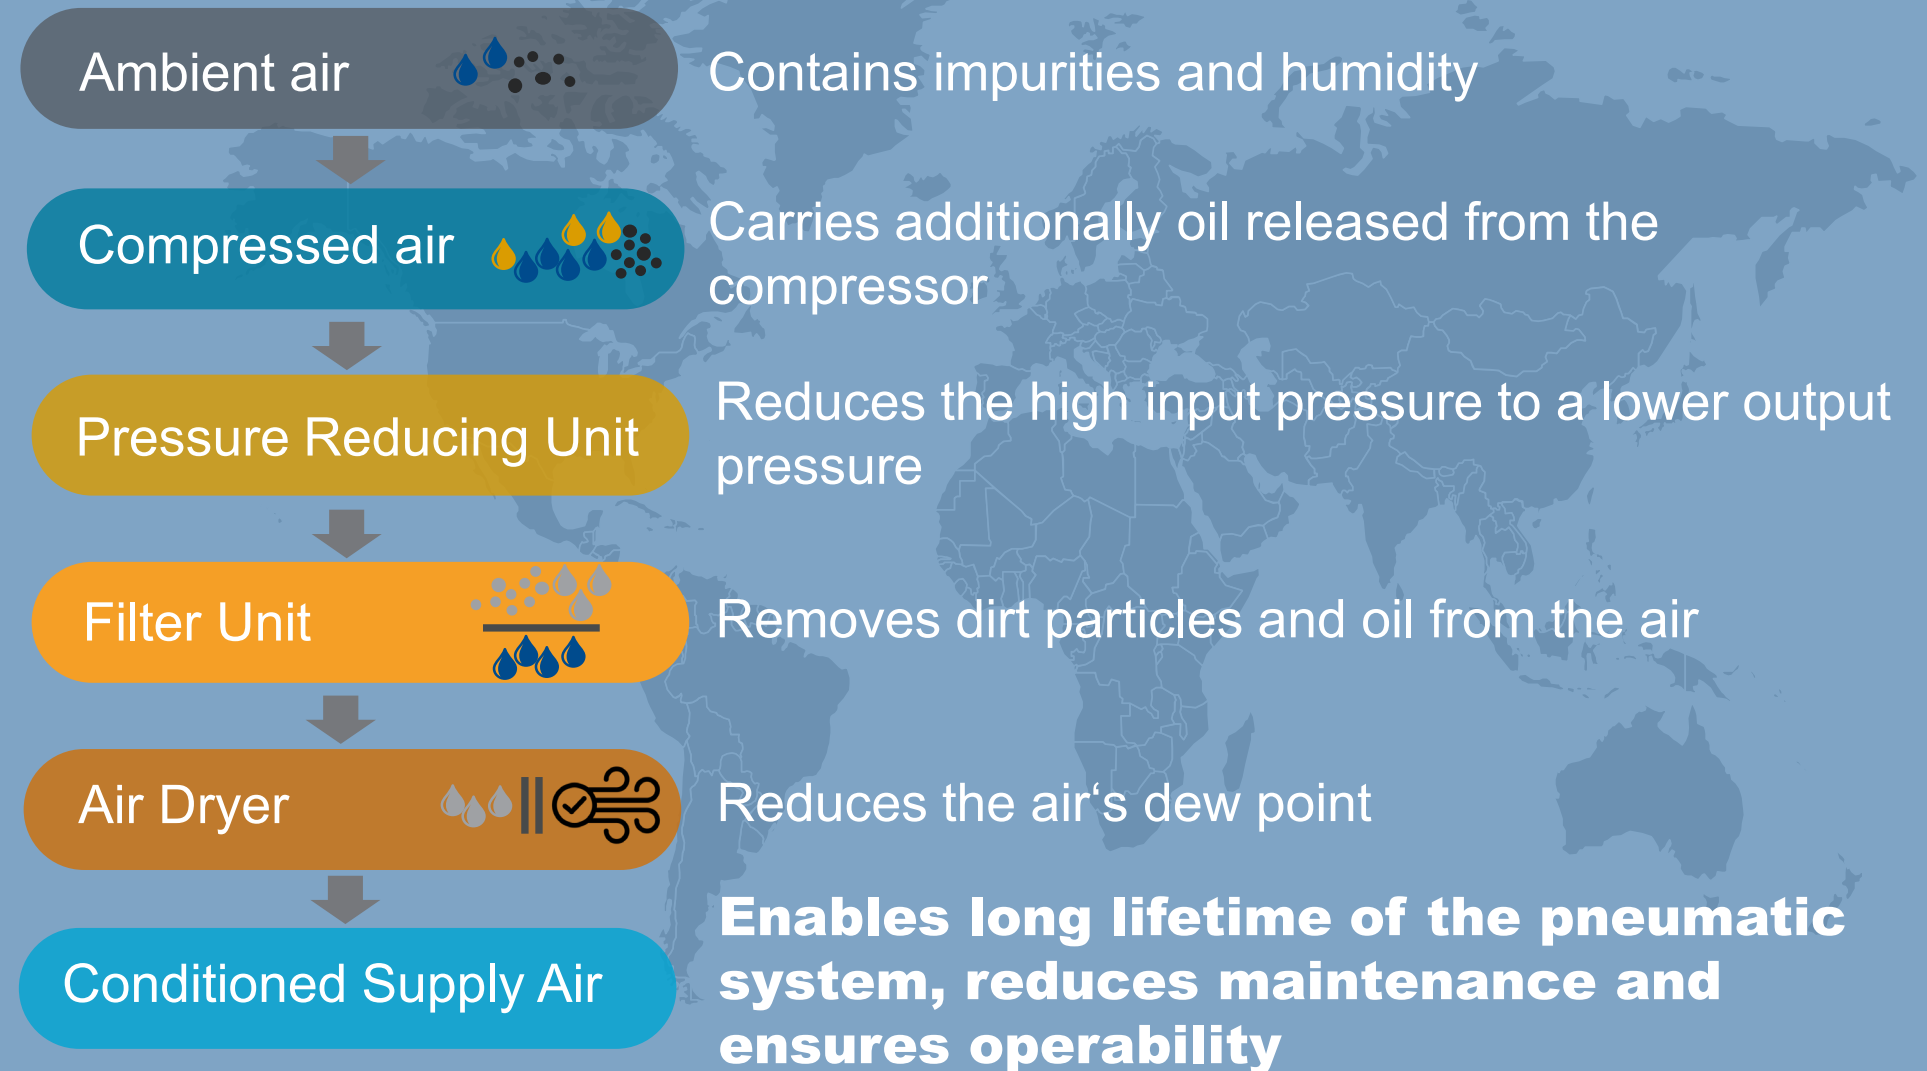 Ambient air
Contains impurities and humidity
Compressed air
Carries additionally oil released from the
compressor
Pressure Reducing Unit
Reduces the high input pressure to a lower output
pressure
Filter Unit
Removes dirt particles and oil from the air
Air Dryer
Reduces the air‘s dew point
Conditioned Supply Air
Enables long lifetime of the pneumatic
system, reduces maintenance and
ensures operability